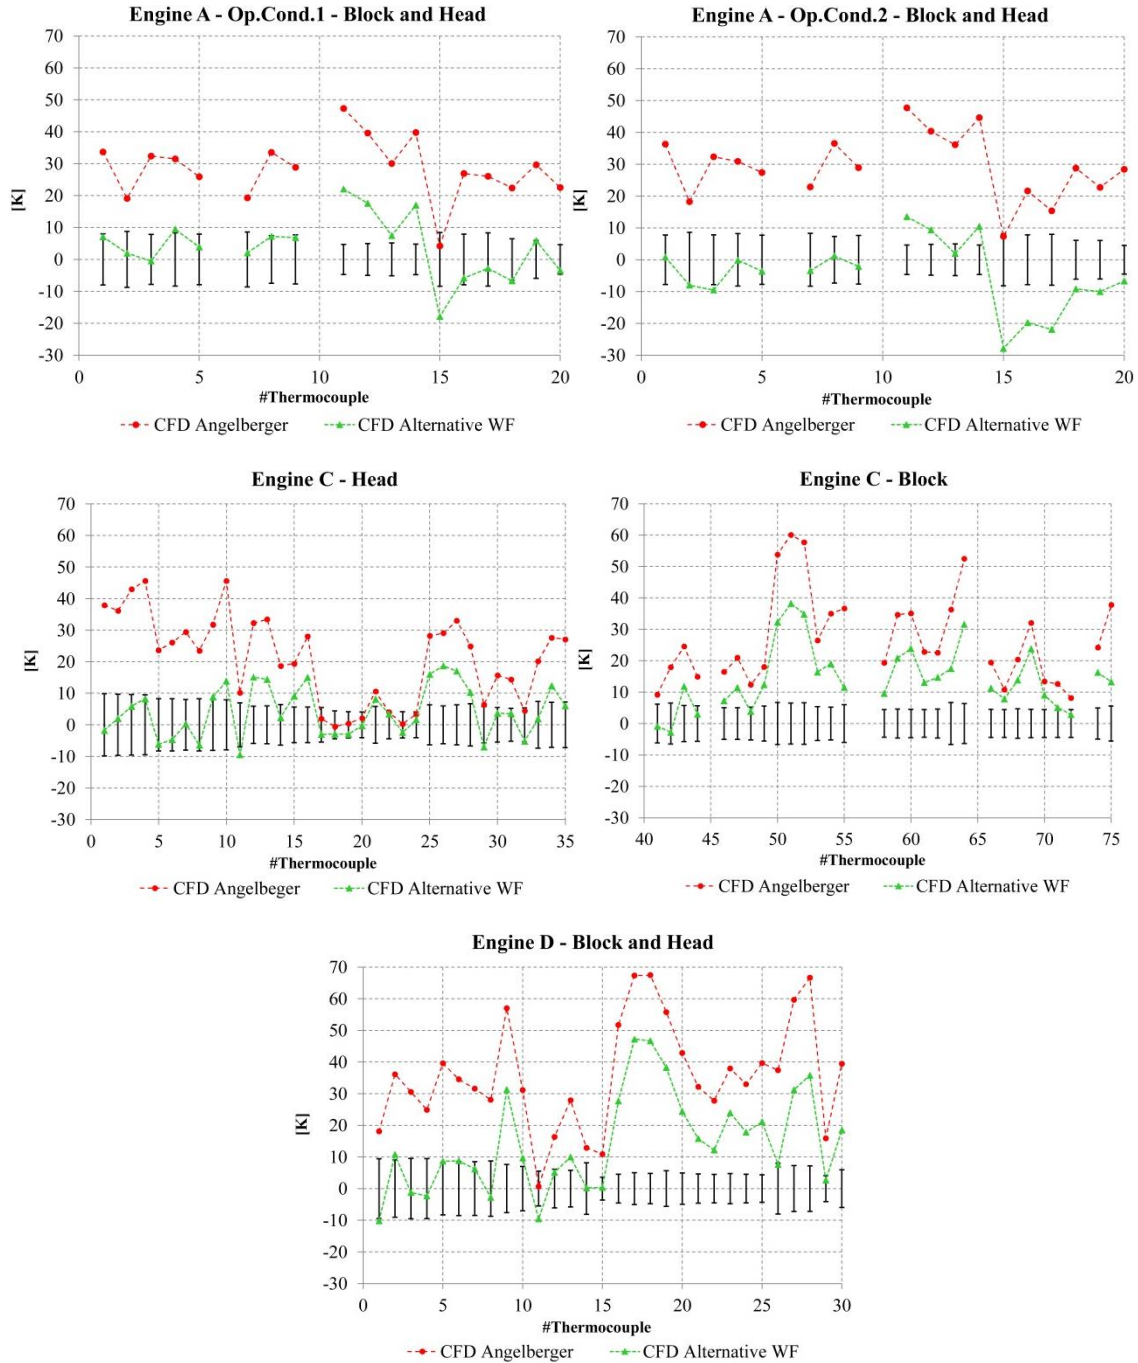 Engine A - Op.Cond.1 - Block and Head
70
60
50
40
30
20
10
0
-10
-20
-30
[K]
0 5 10 15 20
#Thermocouple
CFD Angelberger CFD Alternative WF
Engine A - Op.Cond.2 - Block and Head
70
60
50
40
30
20
10
0
-10
-20
-30
[K]
0 5 10 15 20
#Thermocouple
CFD Angelberger CFD Alternative WF
Engine C - Head
70
60
50
40
30
20
10
0
-10
-20
-30
[K]
0 5 10 15 20 25 30 35
#Thermocouple
CFD Angelbeger CFD Alternative WF
Engine C - Block
70
60
50
40
30
20
10
0
-10
-20
-30
[K]
40 45 50 55 60 65 70 75
#Thermocouple
CFD Angelberger CFD Alternative WF
Engine D - Block and Head
70
60
50
40
30
20
10
0
-10
-20
-30
[K]
0 5 10 15 20 25 30
#Thermocouple
CFD Angelberger CFD Alternative WF